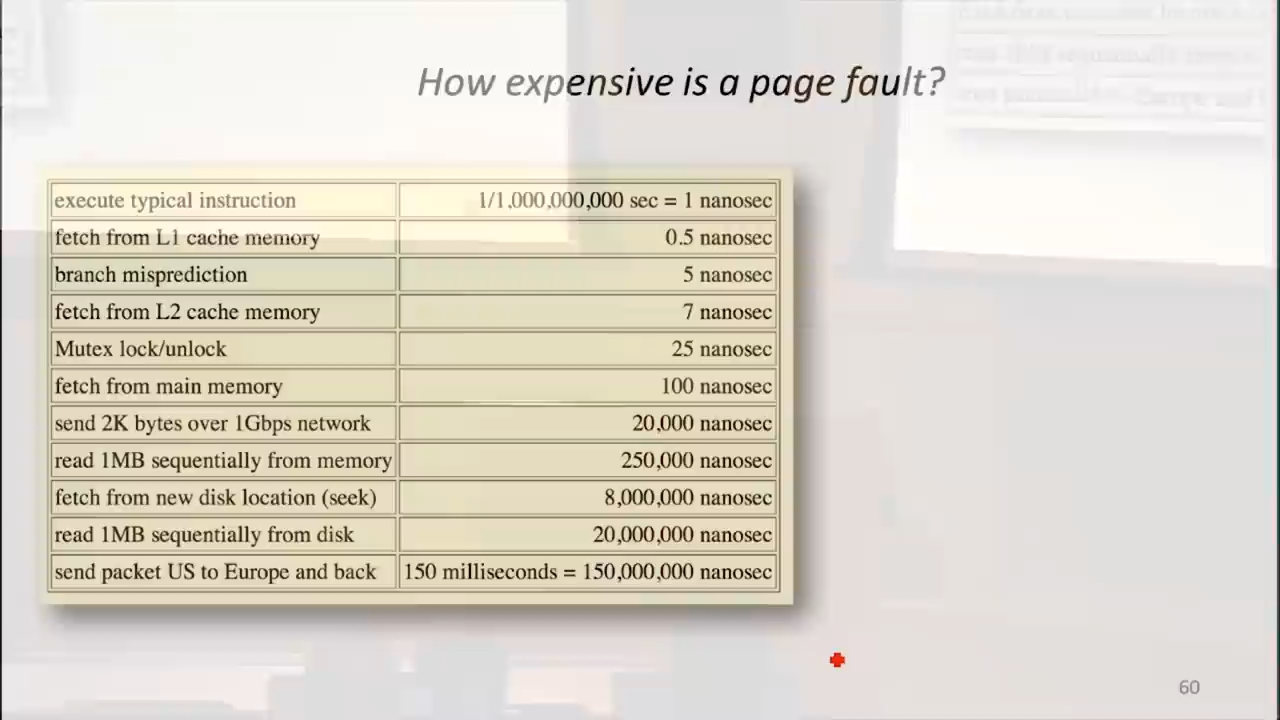 How expensive is a page fault?
execute typical instruction 1/1,000,000,000 sec = 1 nanosec
fetch from L1 cache memory 0.5 nanosec
branch misprediction 5 nanosec
fetch from L2 cache memory 7 nanosec
Mutex lock/unlock 25 nanosec
fetch from main memory 100 nanosec
send 2K bytes over 1Gbps network 20,000 nanosec
read 1MB sequentially from memory 250,000 nanosec
fetch from new disk location (seek) 8,000,000 nanosec
read 1MB sequentially from disk 20,000,000 nanosec
send packet US to Europe and back 150 milliseconds = 150,000,000 nanosec
60